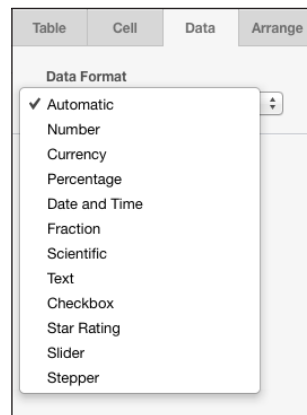 Table Cell Data Arrange
Data Format
✓ Automatic
Number
Currency
Percentage
Date and Time
Fraction
Scientific
Text
Checkbox
Star Rating
Slider
Stepper